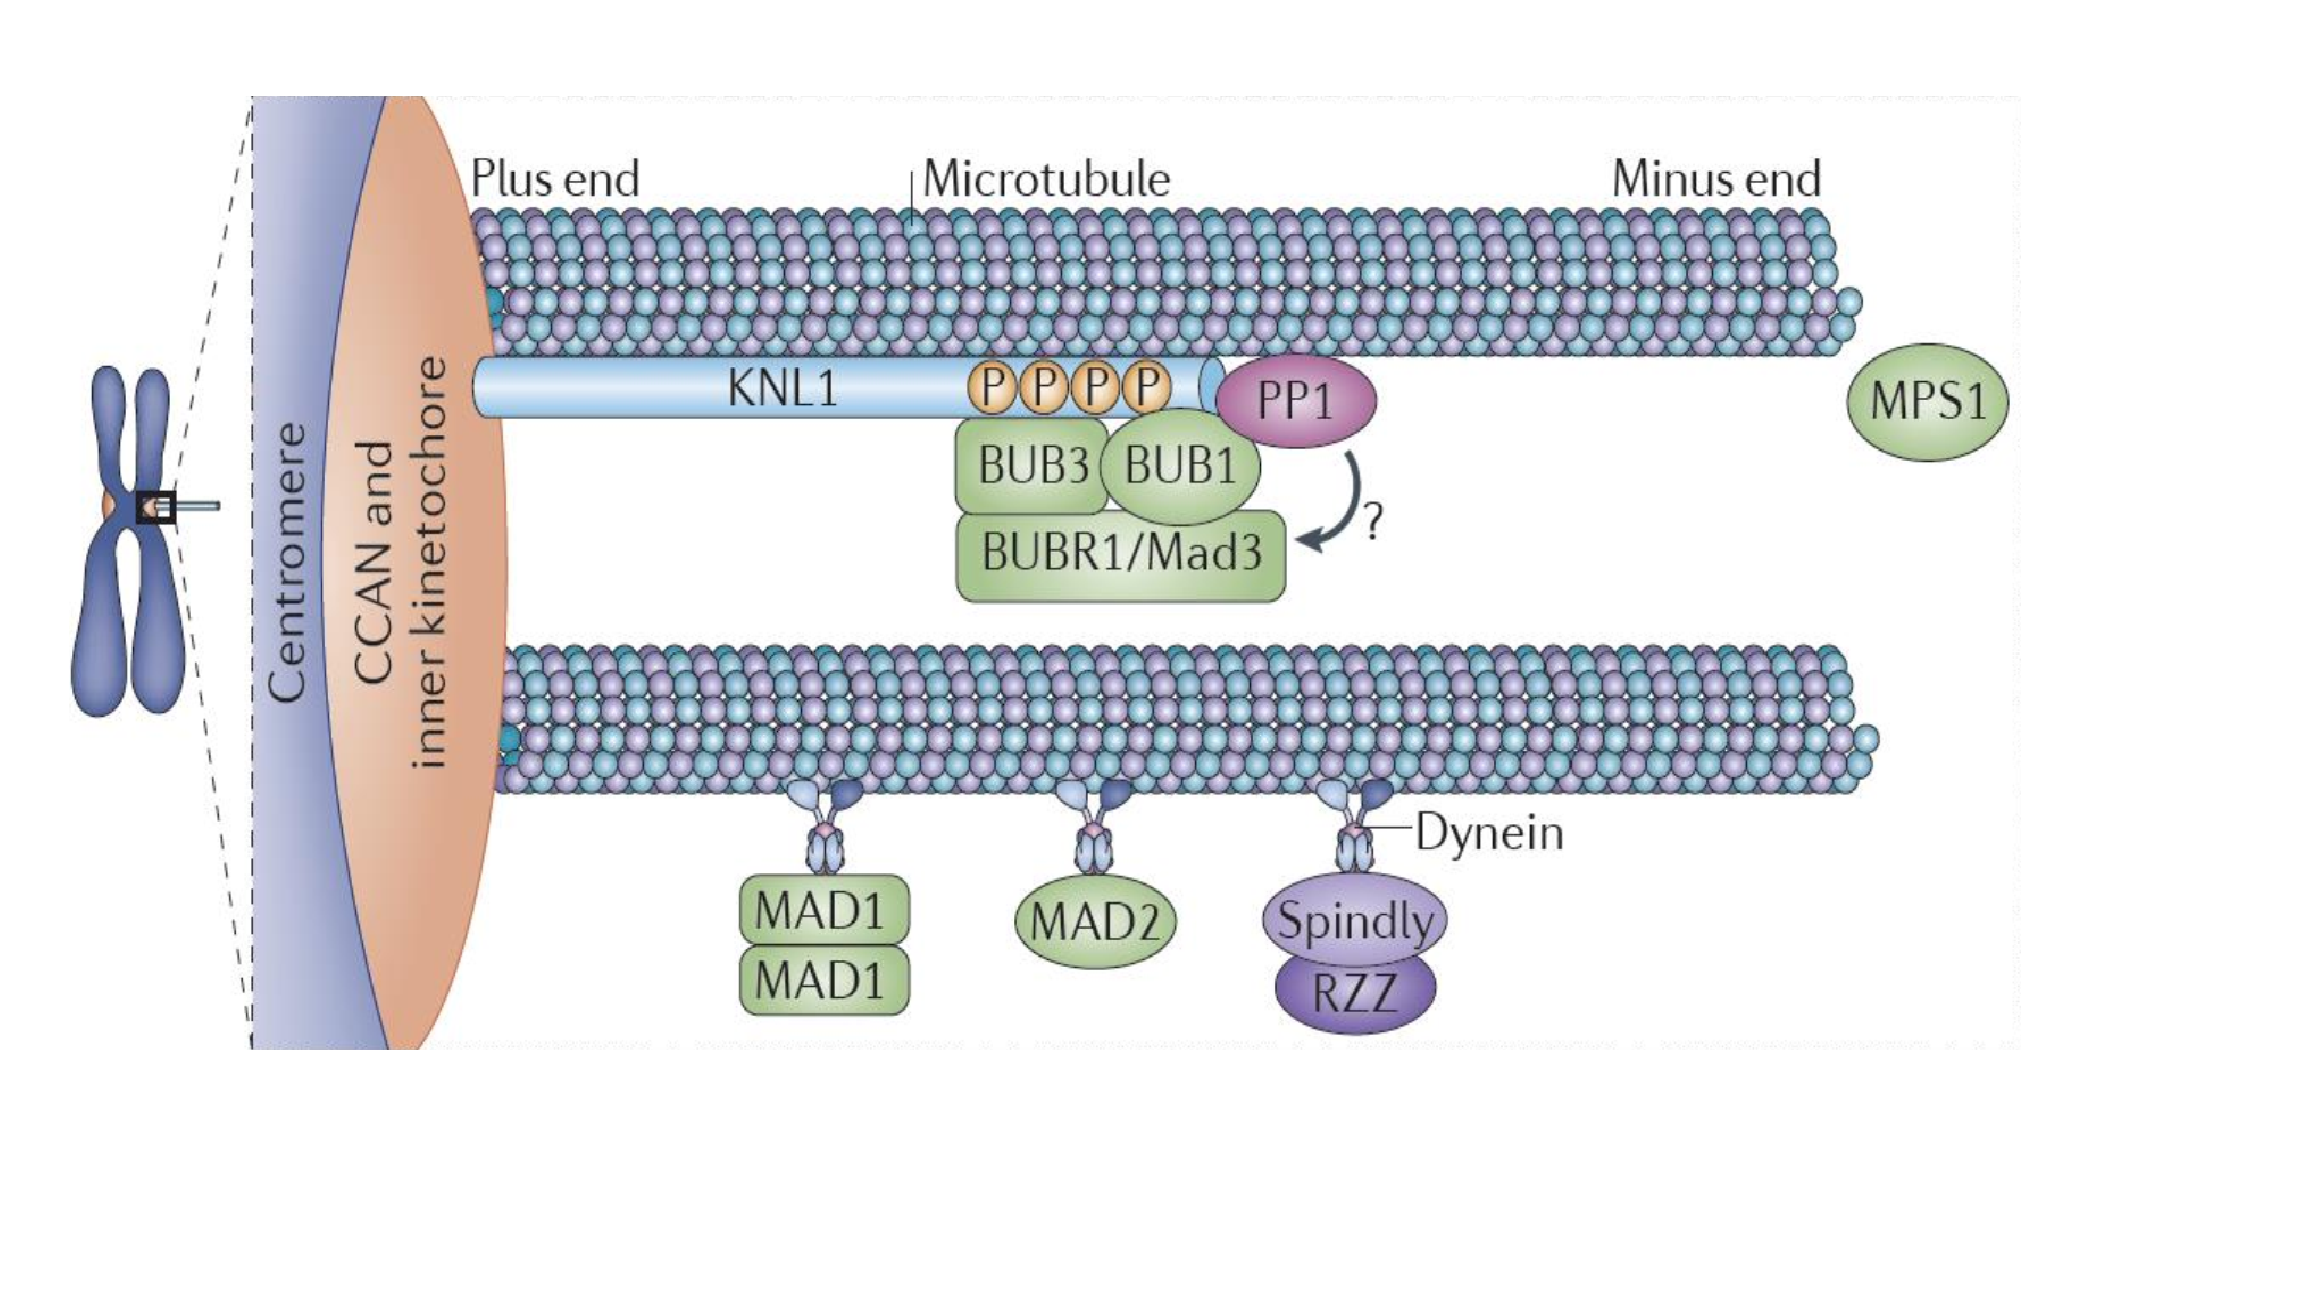 Plus end
Microtubule
Minus end
KNL1
P P P P
PP1
MPS1
BUB3
BUB1
?
BUBR1/Mad3
Centromere
CCAN and
inner kinetochore
Dynein
MAD1
MAD1
MAD2
Spindly
RZZ